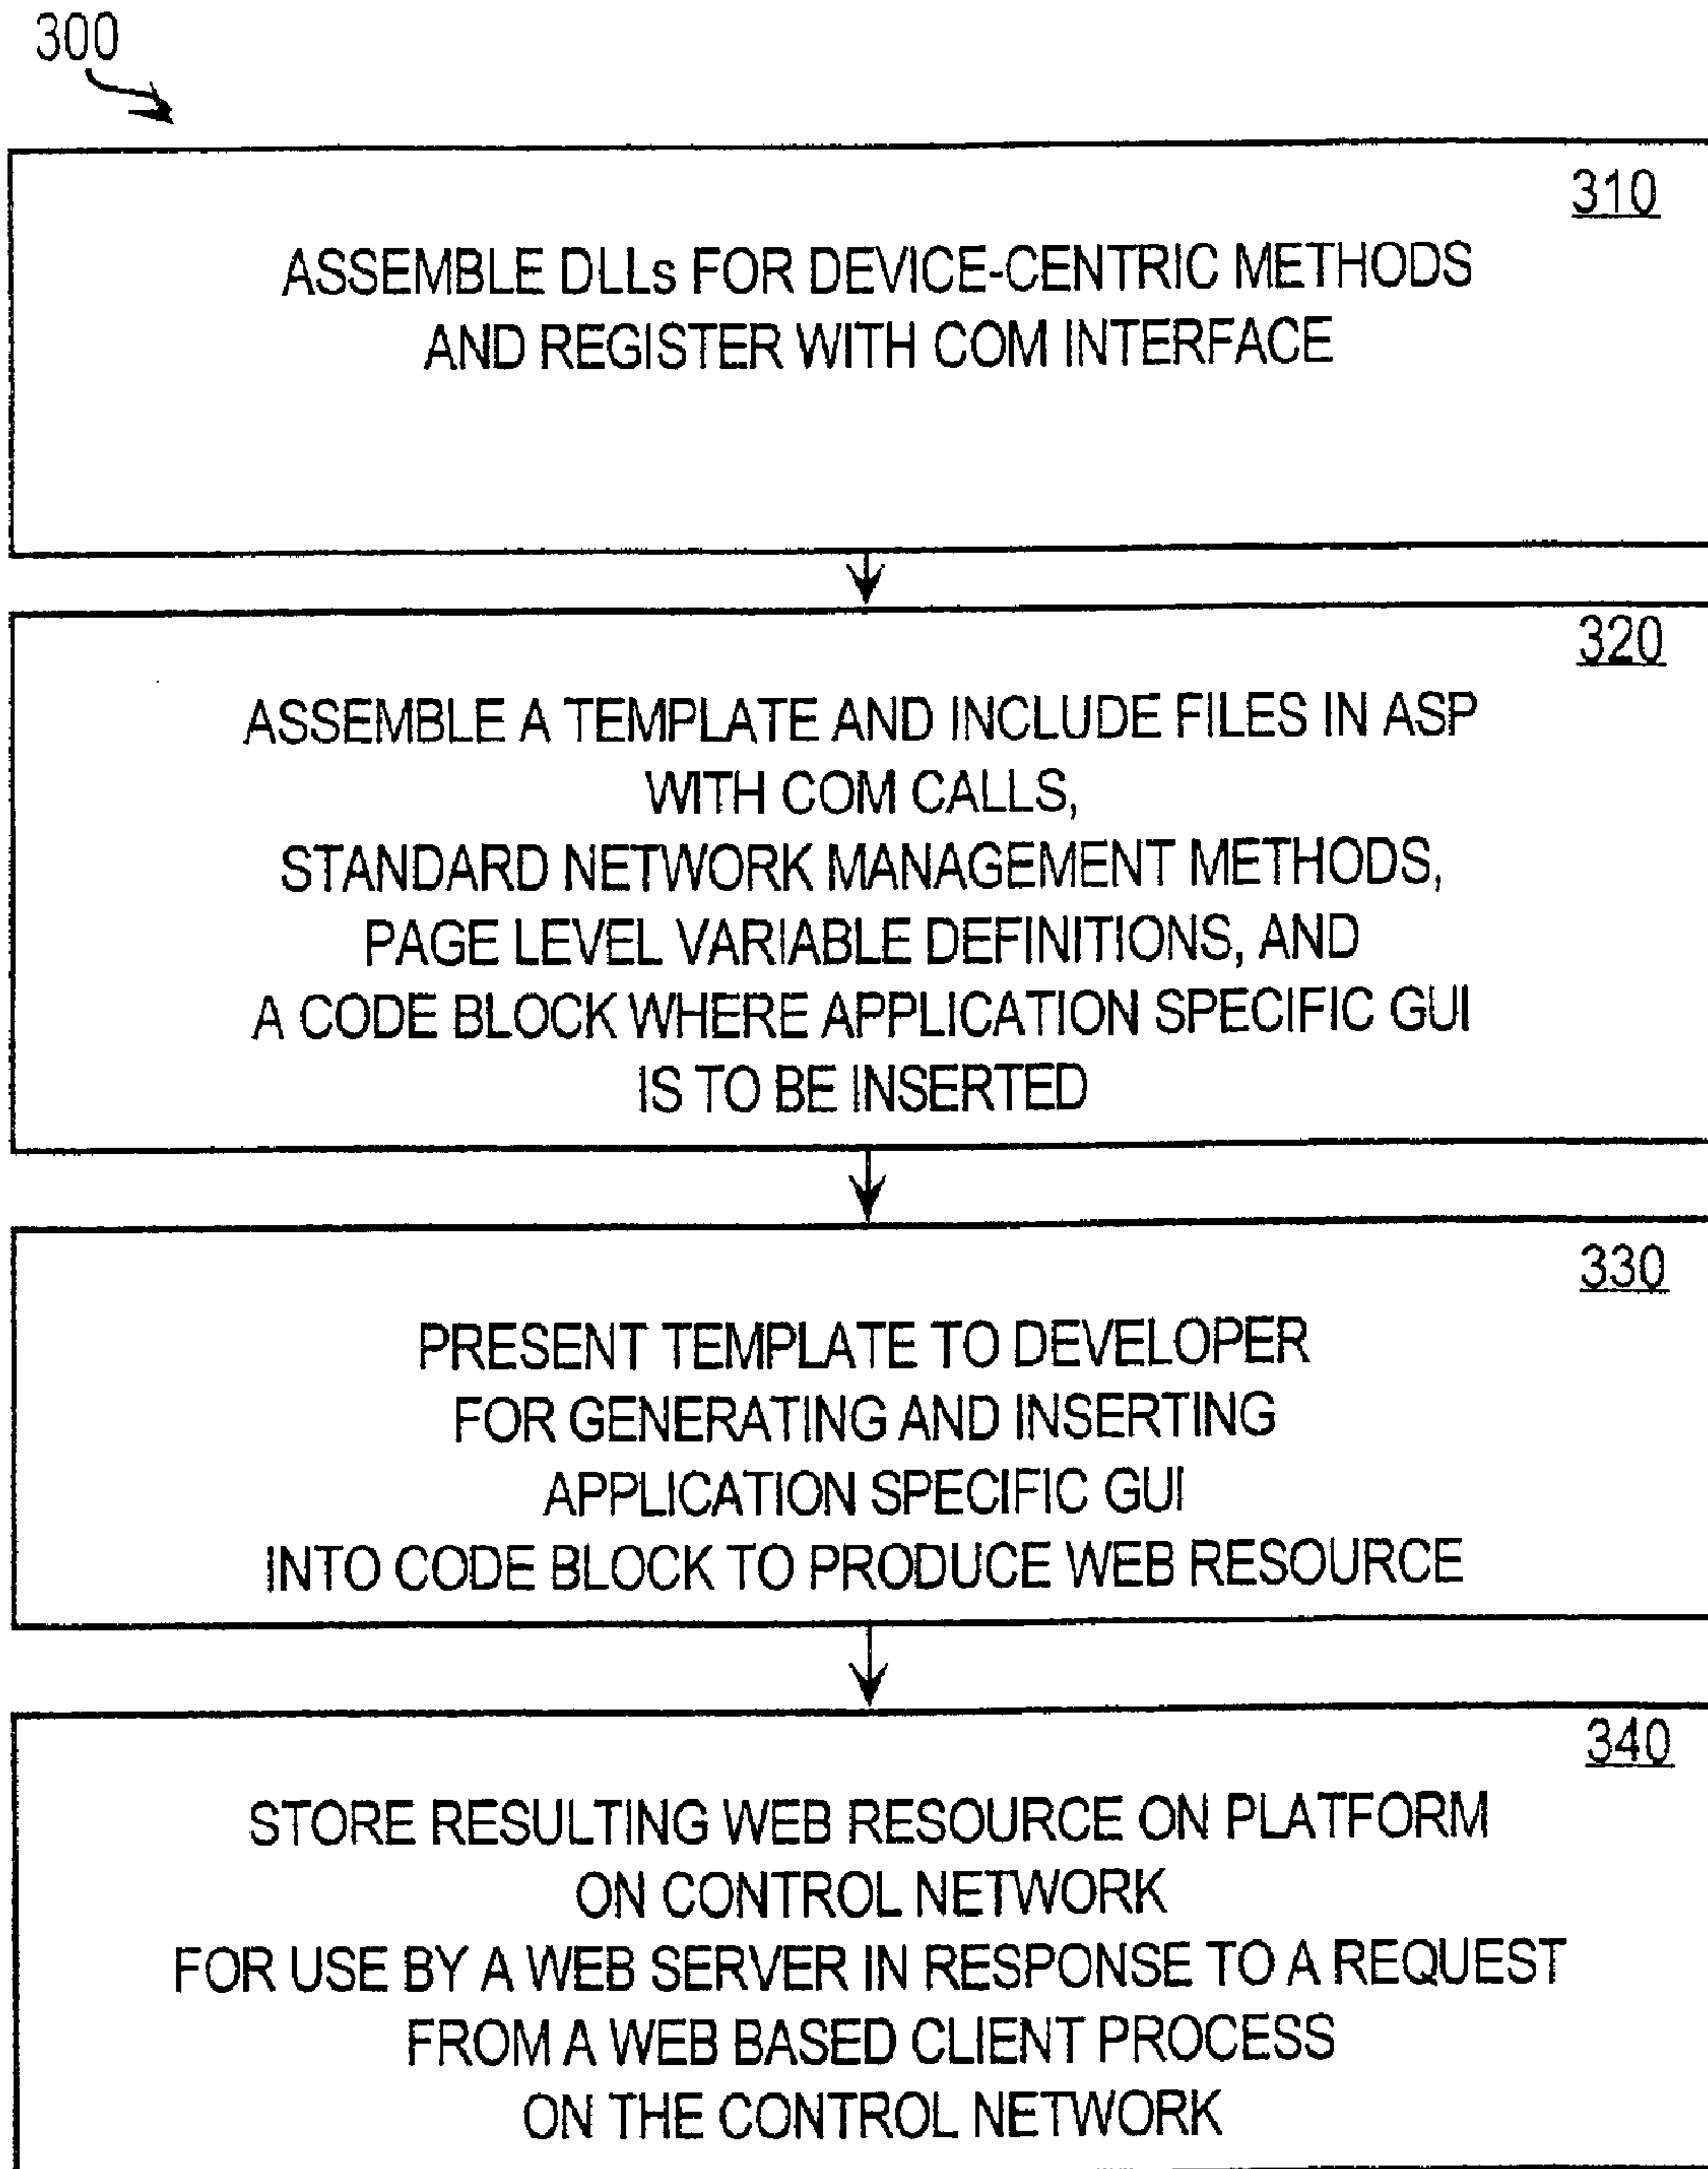 300
310
ASSEMBLE DLLs FOR DEVICE-CENTRIC METHODS
AND REGISTER WITH COM INTERFACE
320
ASSEMBLE A TEMPLATE AND INCLUDE FILES IN ASP
WITH COM CALLS,
STANDARD NETWORK MANAGEMENT METHODS,
PAGE LEVEL VARIABLE DEFINITIONS, AND
A CODE BLOCK WHERE APPLICATION SPECIFIC GUI
IS TO BE INSERTED
330
PRESENT TEMPLATE TO DEVELOPER
FOR GENERATING AND INSERTING
APPLICATION SPECIFIC GUI
INTO CODE BLOCK TO PRODUCE WEB RESOURCE
340
STORE RESULTING WEB RESOURCE ON PLATFORM
ON CONTROL NETWORK
FOR USE BY A WEB SERVER IN RESPONSE TO A REQUEST
FROM A WEB BASED CLIENT PROCESS
ON THE CONTROL NETWORK